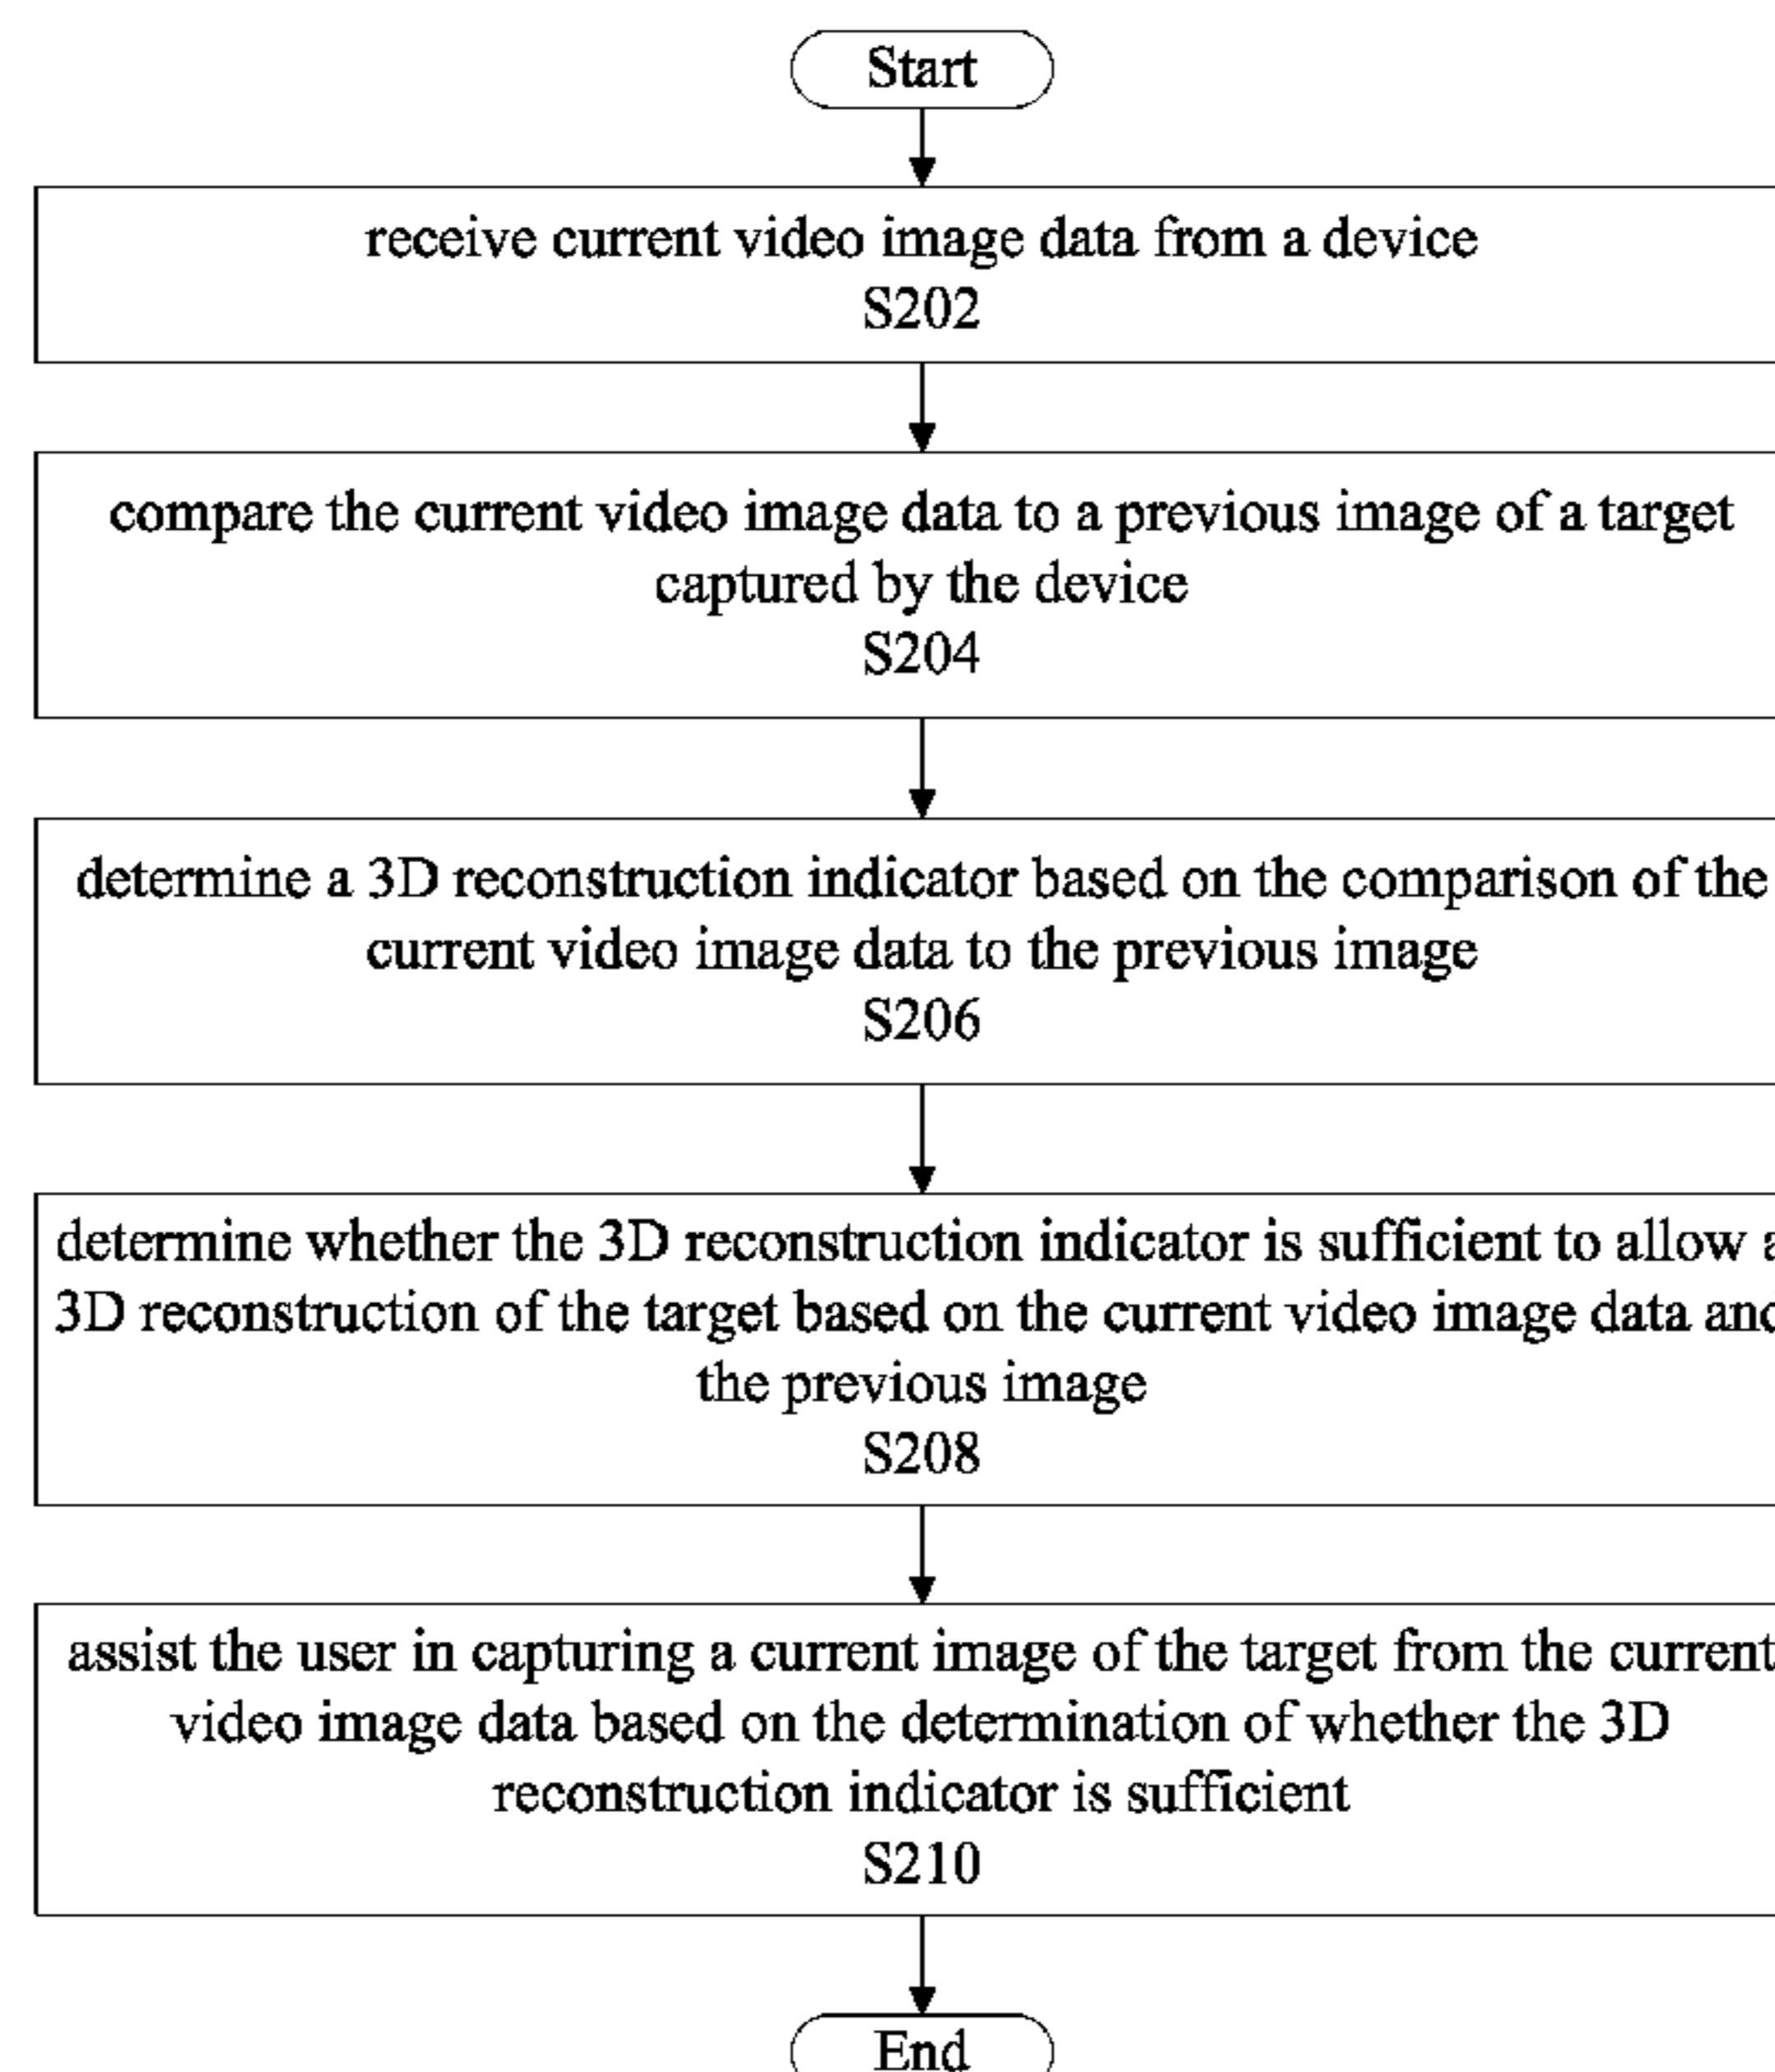 Start
receive current video image data from a device
S202
compare the current video image data to a previous image of a target
captured by the device
S204
determine a 3D reconstruction indicator based on the comparison of the
current video image data to the previous image
S206
determine whether the 3D reconstruction indicator is sufficient to allow a
3D reconstruction of the target based on the current video image data and
the previous image
S208
assist the user in capturing a current image of the target from the current
video image data based on the determination of whether the 3D
reconstruction indicator is sufficient
S210
End